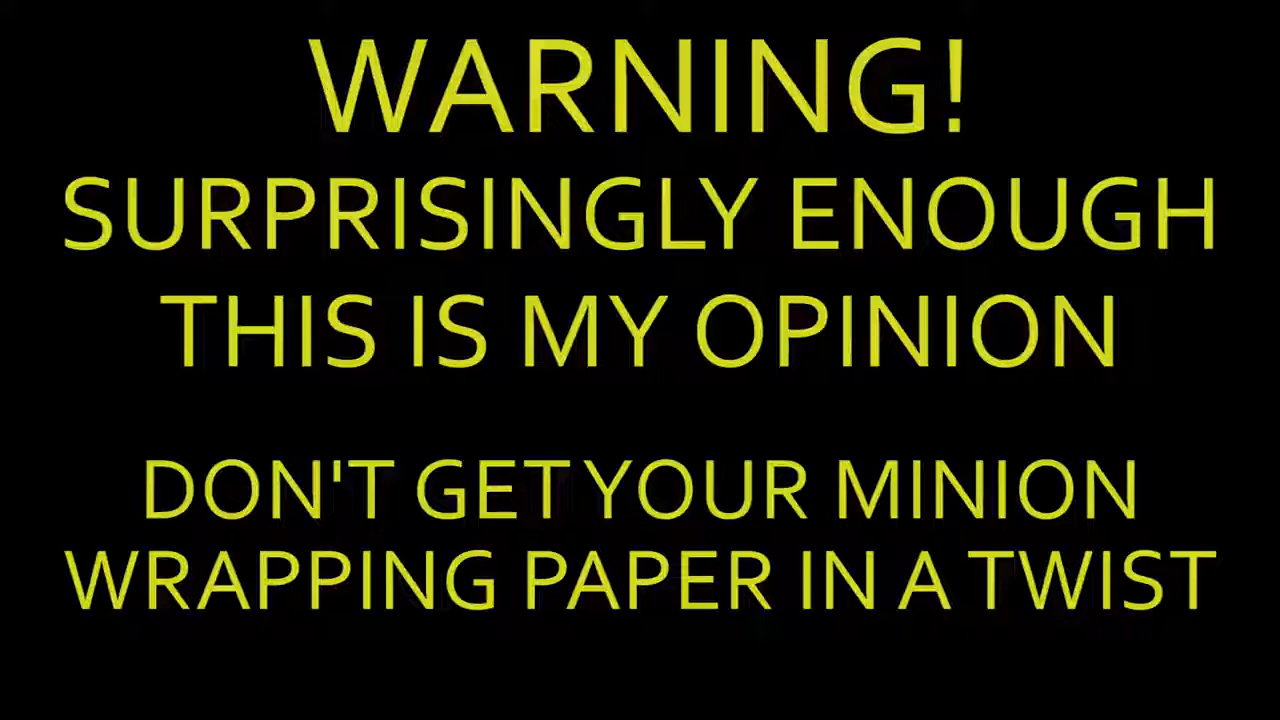 WARNING!
SURPRISINGLY ENOUGH
THIS IS MY OPINION
DON'T GET YOUR MINION
WRAPPING PAPER IN A TWIST